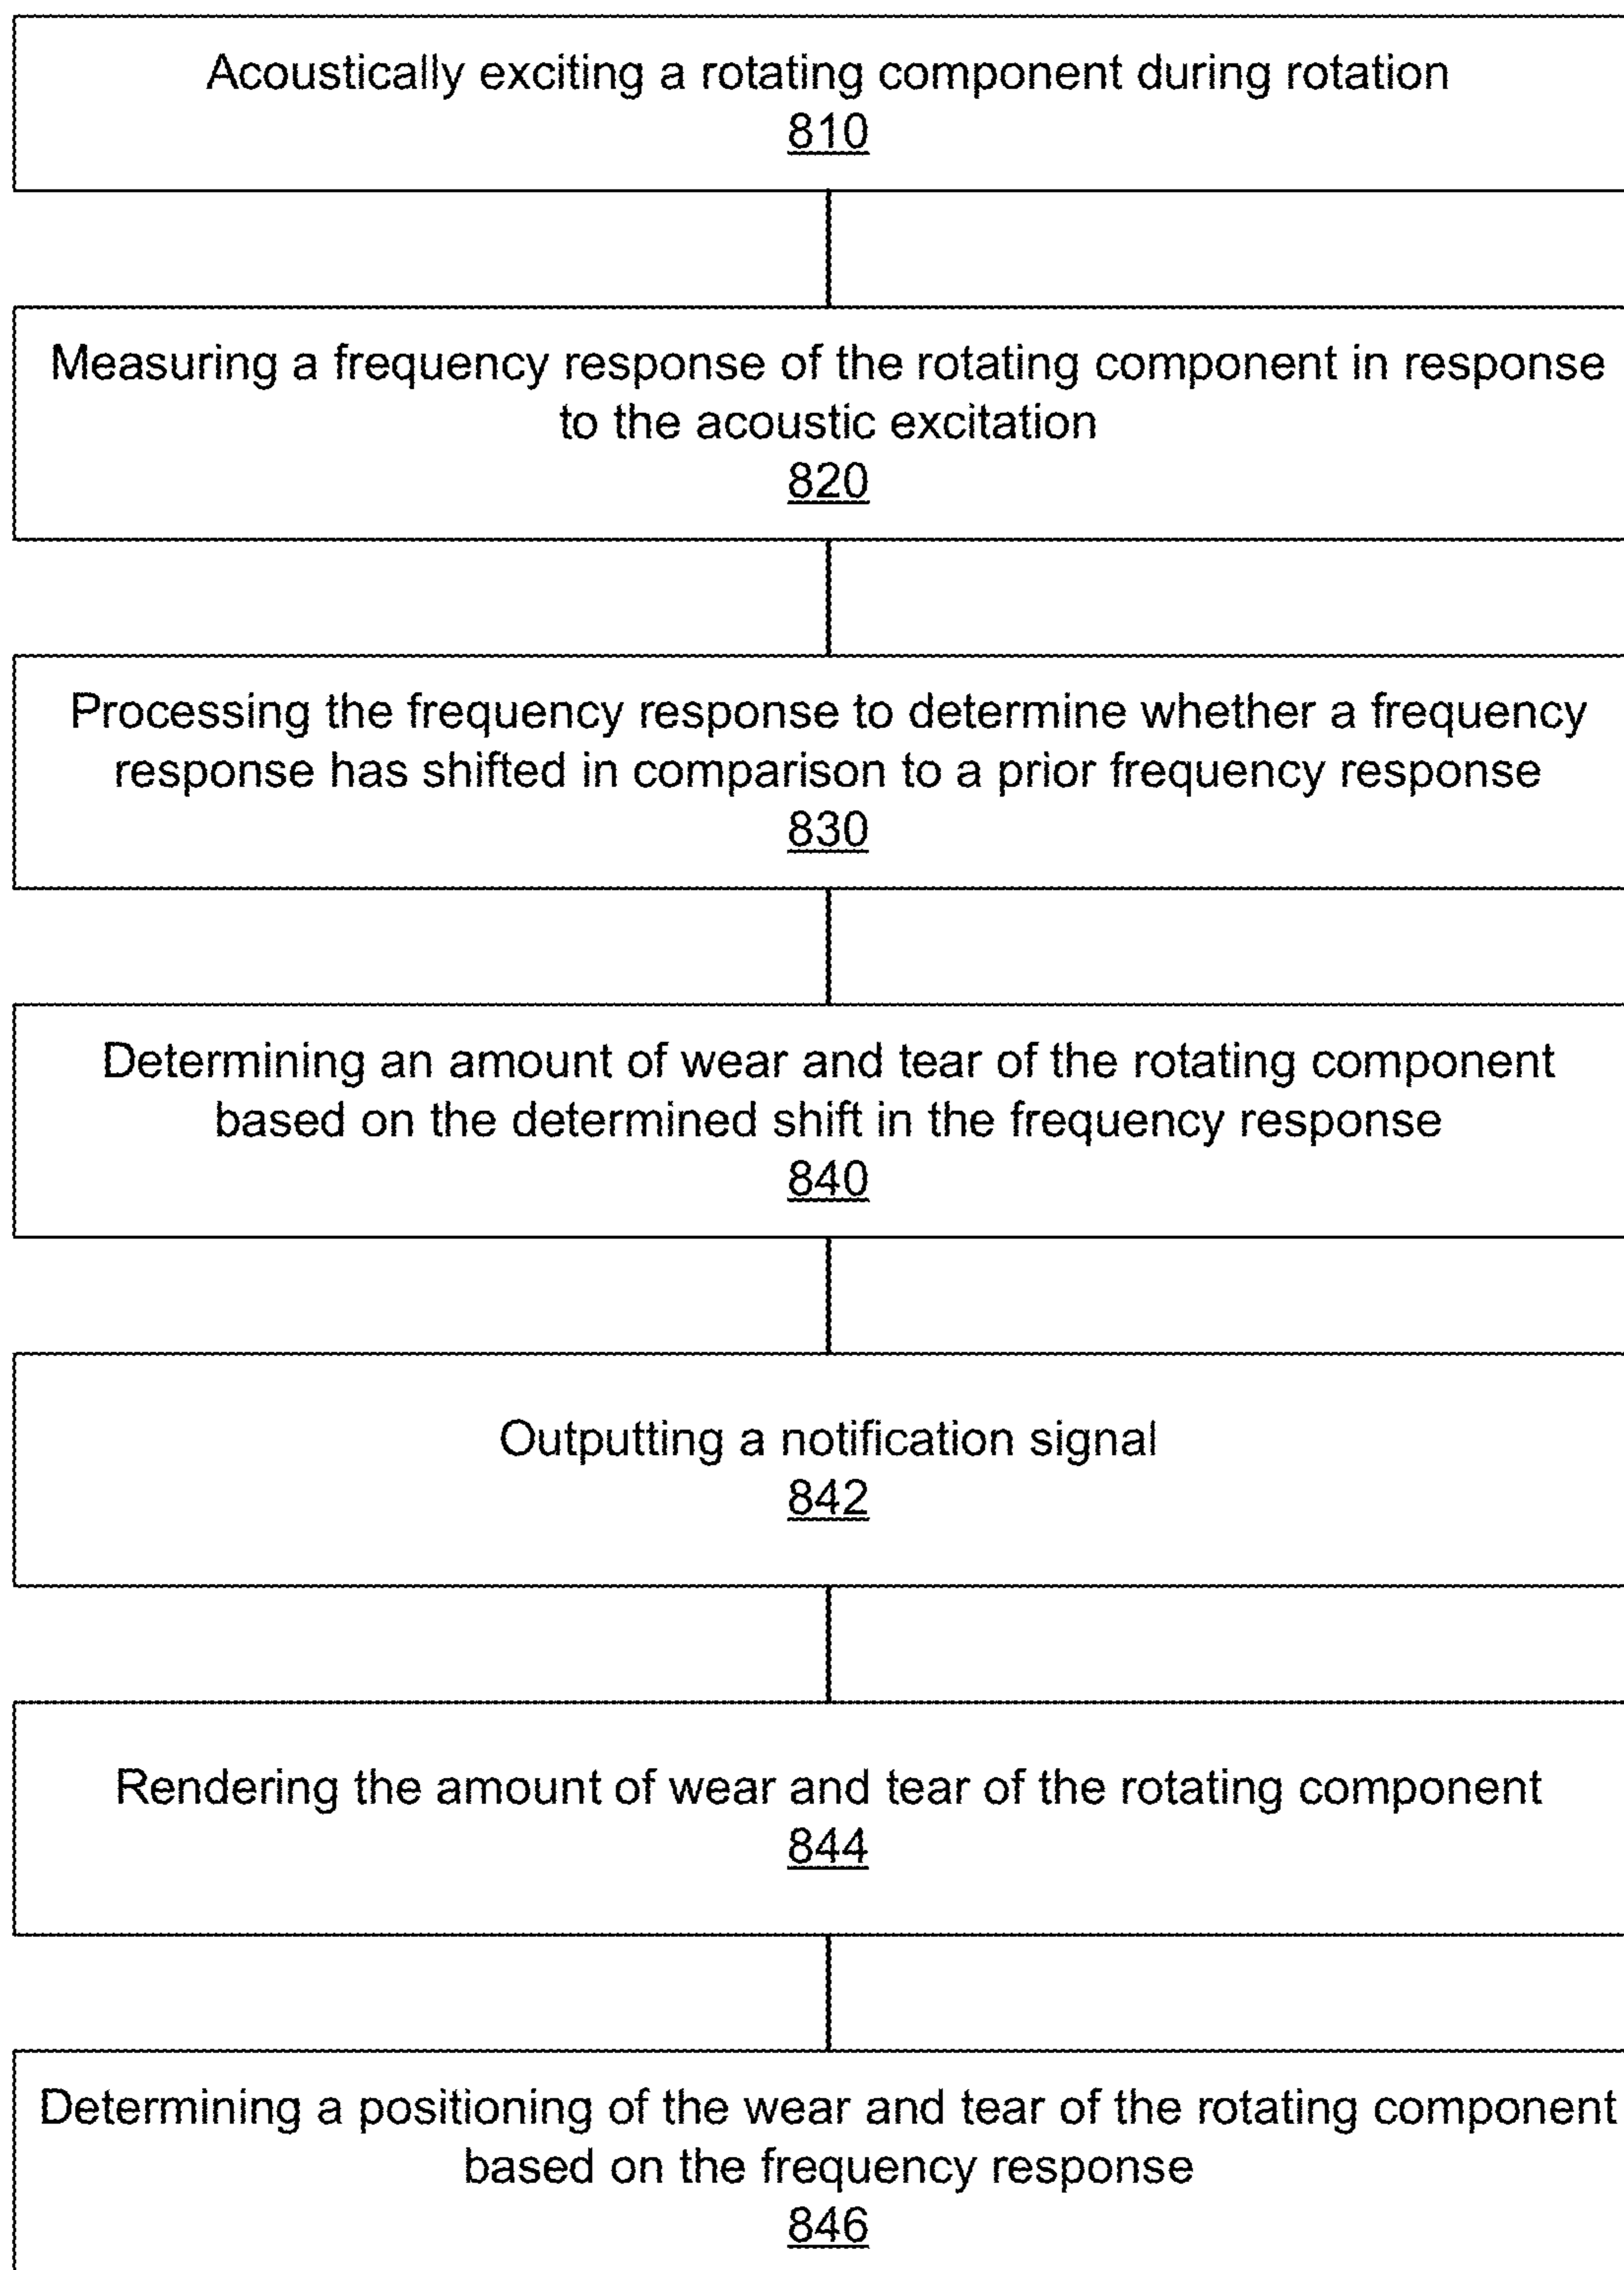 Acoustically exciting a rotating component during rotation
810
Measuring a frequency response of the rotating component in response
to the acoustic excitation
820
Processing the frequency response to determine whether a frequency
response has shifted in comparison to a prior frequency response
830
Determining an amount of wear and tear of the rotating component
based on the determined shift in the frequency response
840
Outputting a notification signal
842
Rendering the amount of wear and tear of the rotating component
844
Determining a positioning of the wear and tear of the rotating component
based on the frequency response
846